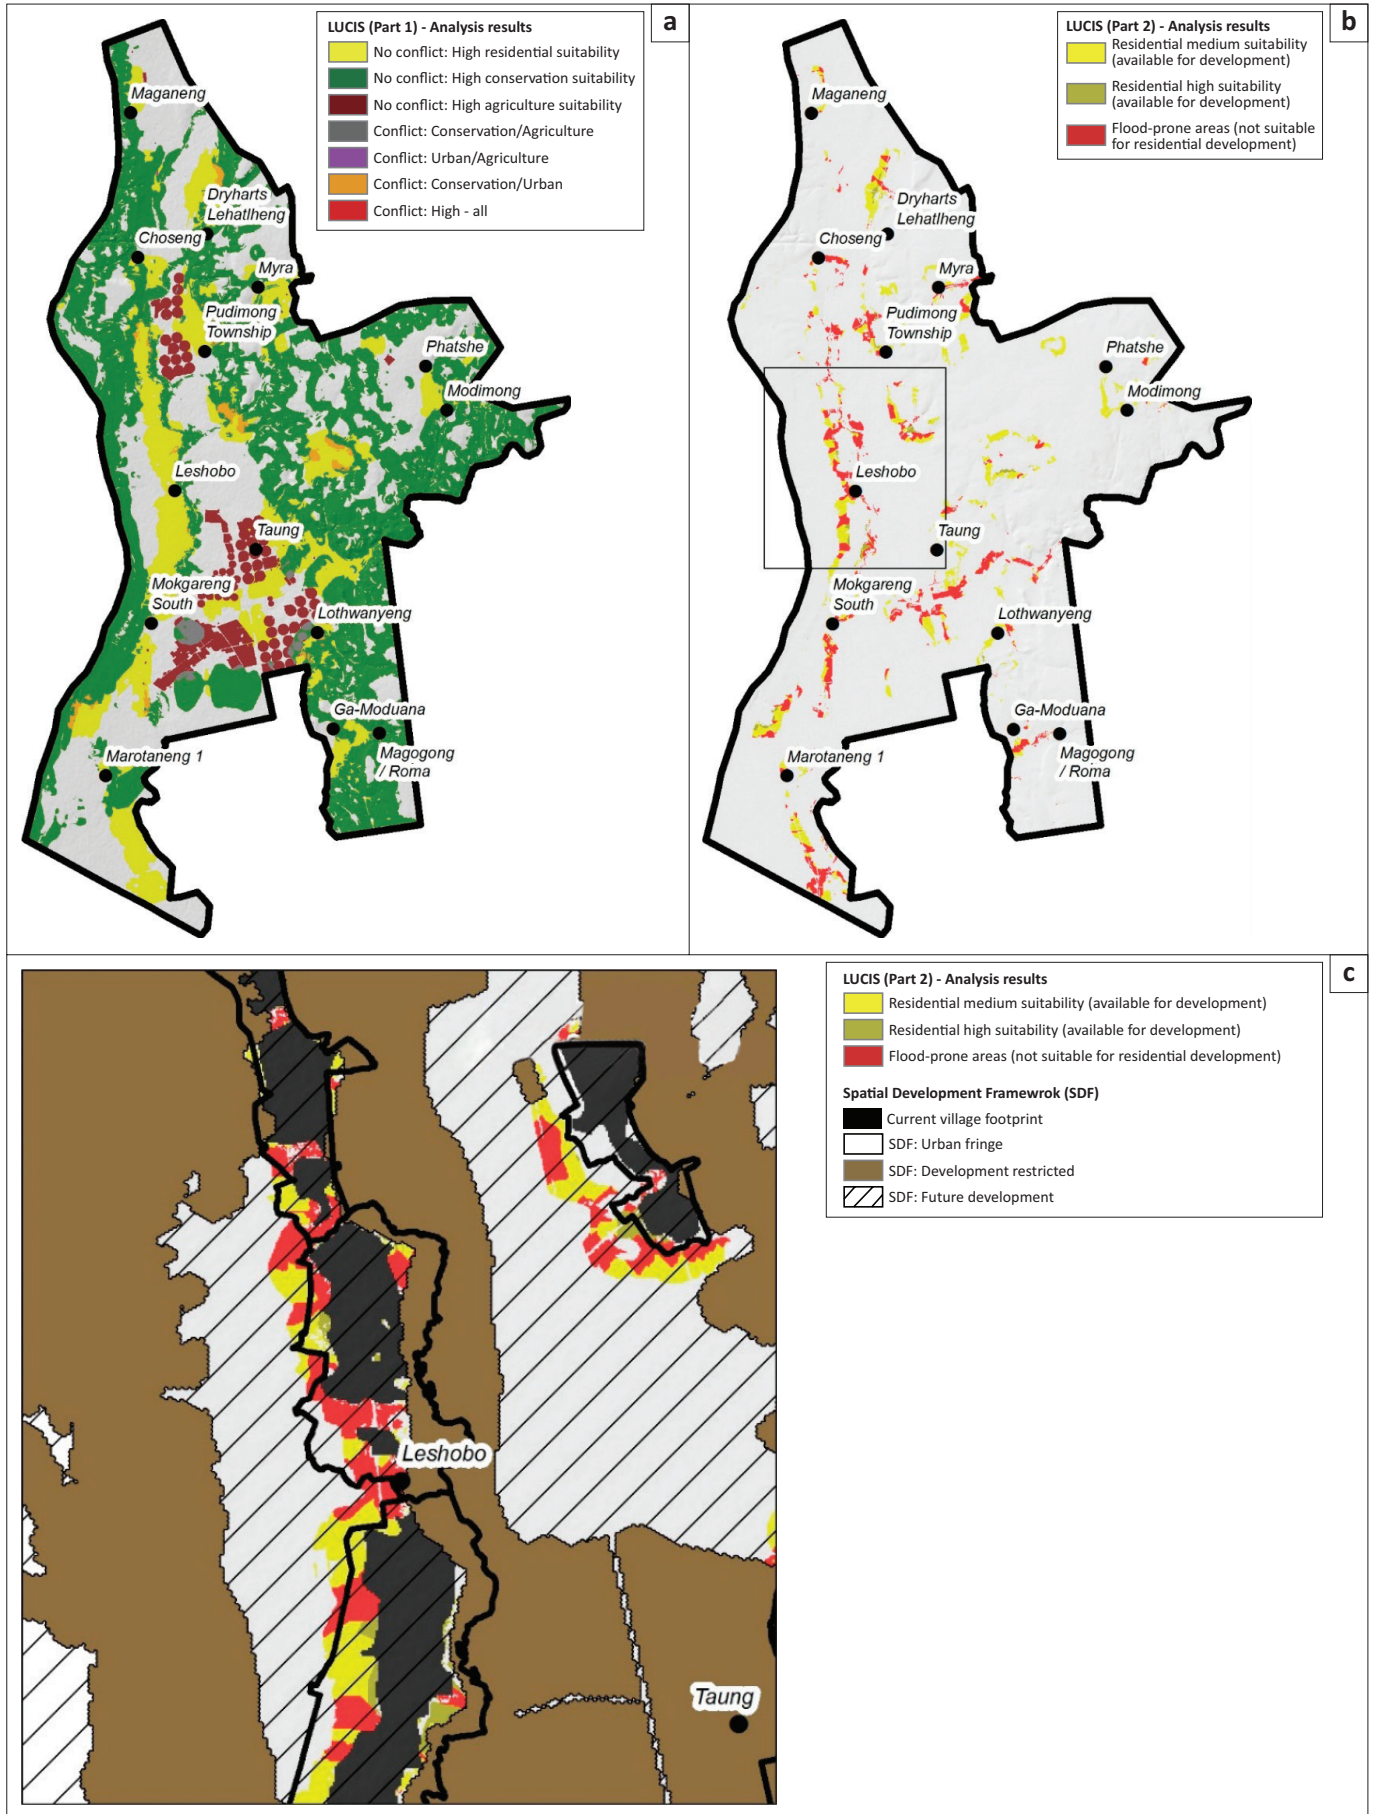 a
LUCIS (Part 1) - Analysis results
No conflict: High residential suitability
No conflict: High conservation suitability
No conflict: High agriculture suitability
Conflict: Conservation/Agriculture
Conflict: Urban/Agriculture
Conflict: Conservation/Urban
Conflict: High - all
Maganeng
Dryharts
Lehatlheng
Choseng
Myra
Pudimong
Township
Phatshe
Modimong
Leshobo
Taung
Mokgareng
South
Lothwanyeng
Ga-Moduana
Magogong
/ Roma
Marotaneng 1
b
LUCIS (Part 2) - Analysis results
Residential medium suitability
(available for development)
Residential high suitability
(available for development)
Flood-prone areas (not suitable
for residential development)
Maganeng
Dryharts
Lehatlheng
Choseng
Myra
Pudimong
Township
Phatshe
Modimong
Leshobo
Taung
Mokgareng
South
Lothwanyeng
Ga-Moduana
Magogong
/ Roma
Marotaneng 1
c
LUCIS (Part 2) - Analysis results
Residential medium suitability (available for development)
Residential high suitability (available for development)
Flood-prone areas (not suitable for residential development)
Spatial Development Framewrok (SDF)
Current village footprint
SDF: Urban fringe
SDF: Development restricted
SDF: Future development
Leshobo
Taung